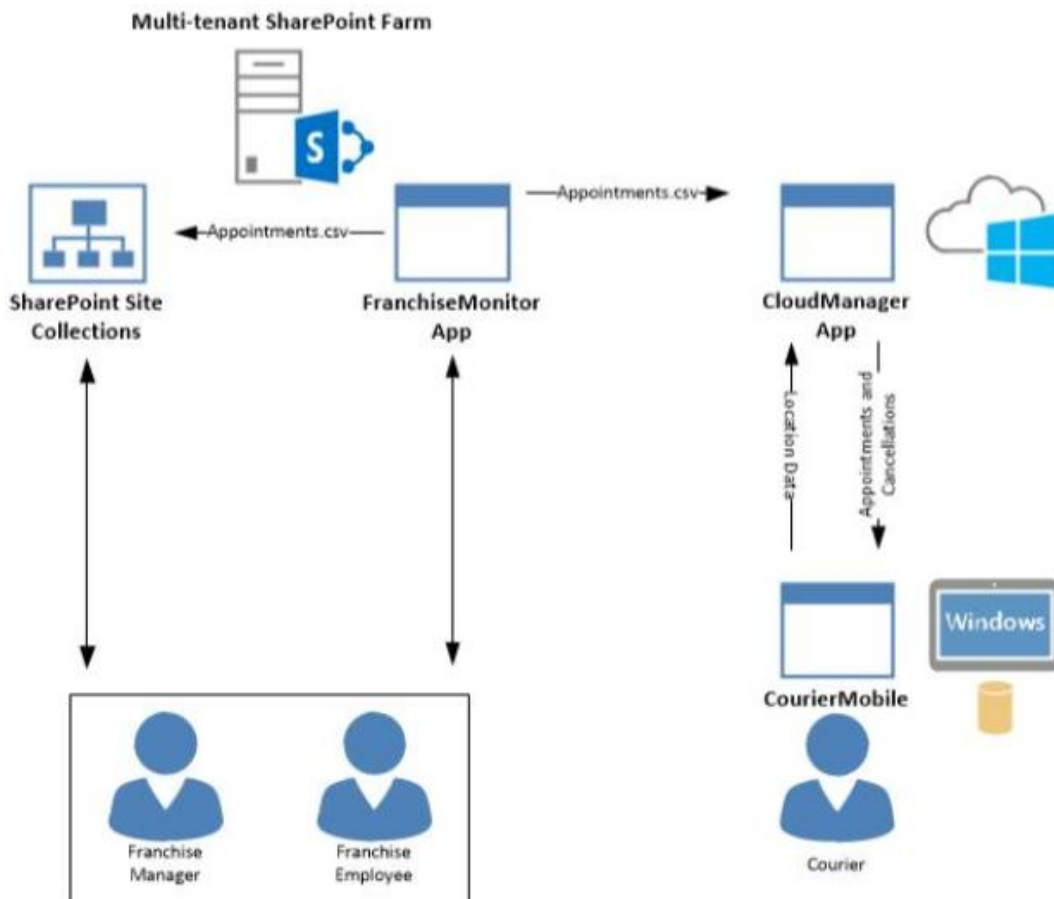 Multi-tenant SharePoint Farm
S
Appointments.csv
Appointments.csv
SharePoint Site
Collections
FranchiseMonitor
App
CloudManager
App
Location Data
Appointments and
Cancellations
Windows
CourierMobile
Franchise
Manager
Franchise
Employee
Courier